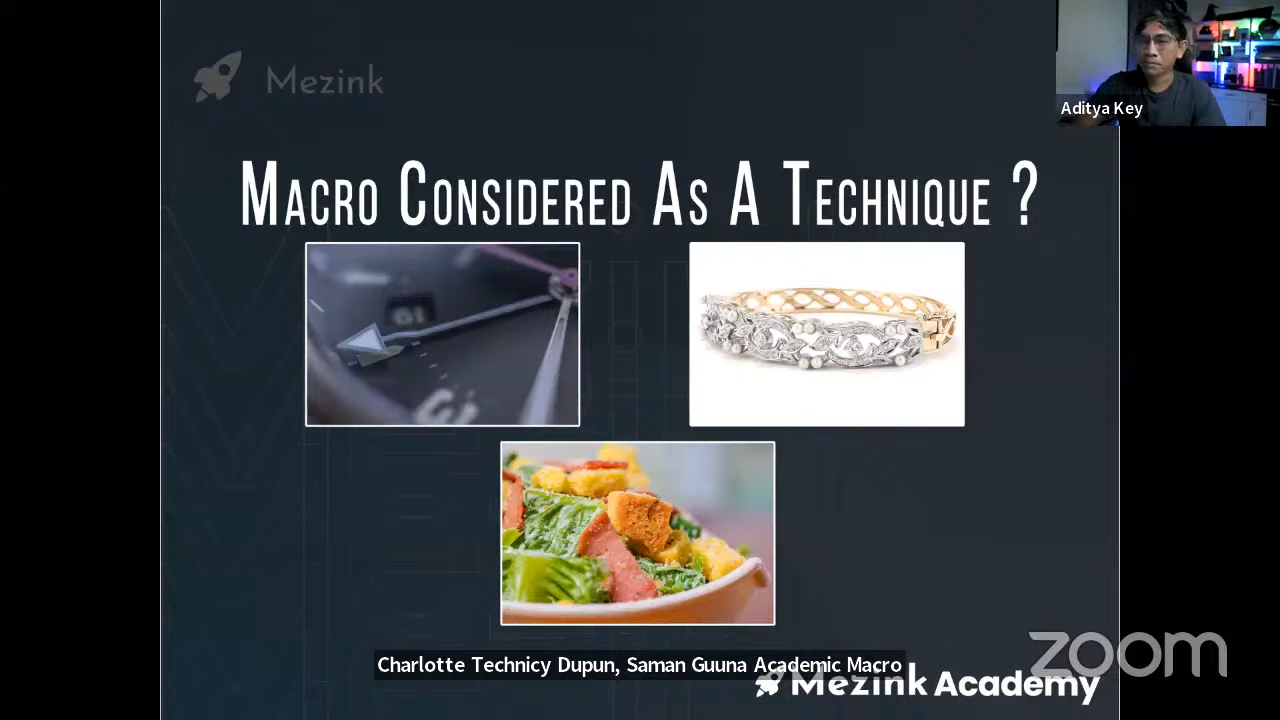 Mezink
Aditya Key
MACRO CONSIDERED AS A TECHNIQUE ?
Charlotte Technicy Dupun, Saman Guuna Academic Macro
zoom
Mezink Academy